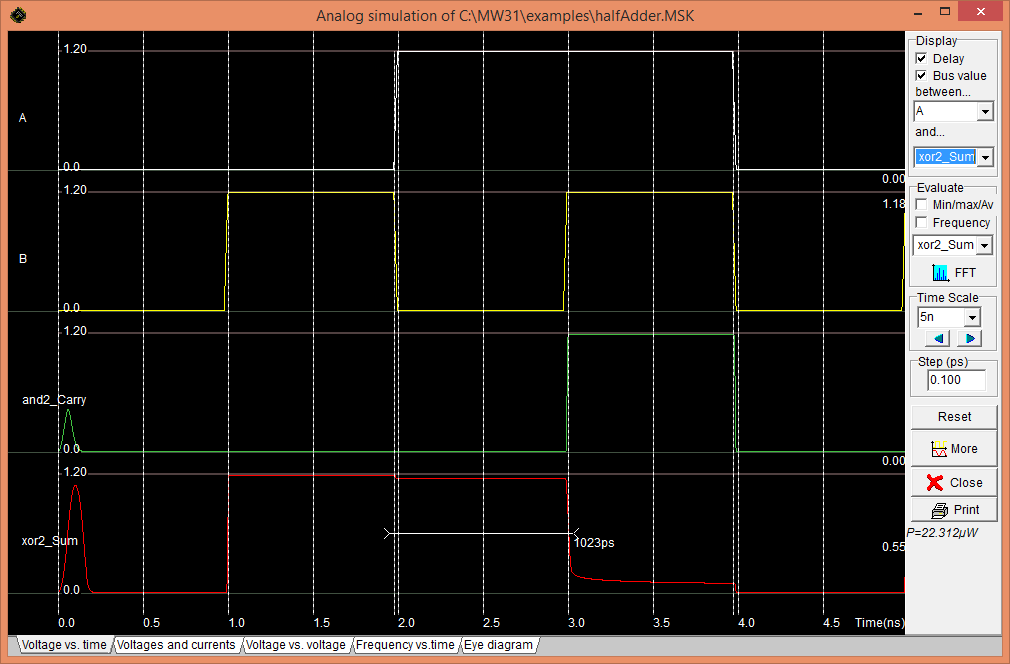 Analog simulation of C:\MW31\examples\halfAdder.MSK
1.20
A
0.0
0.00
1.20
1.18
B
0.0
1.20
and2_Carry
0.0
0.00
1.20
xor2_Sum
1023ps
0.55
0.0
0.0 0.5 1.0 1.5 2.0 2.5 3.0 3.5 4.0 4.5 Time(ns)
Display
Delay
Bus value
between...
A
and...
xor2_Sum
Evaluate
Min/max/Av
Frequency
xor2_Sum
FFT
Time Scale
5n
Step (ps)
0.100
Reset
More
Close
Print
P=22.312µW
Voltage vs. time Voltages and currents Voltage vs. voltage Frequency vs.time Eye diagram